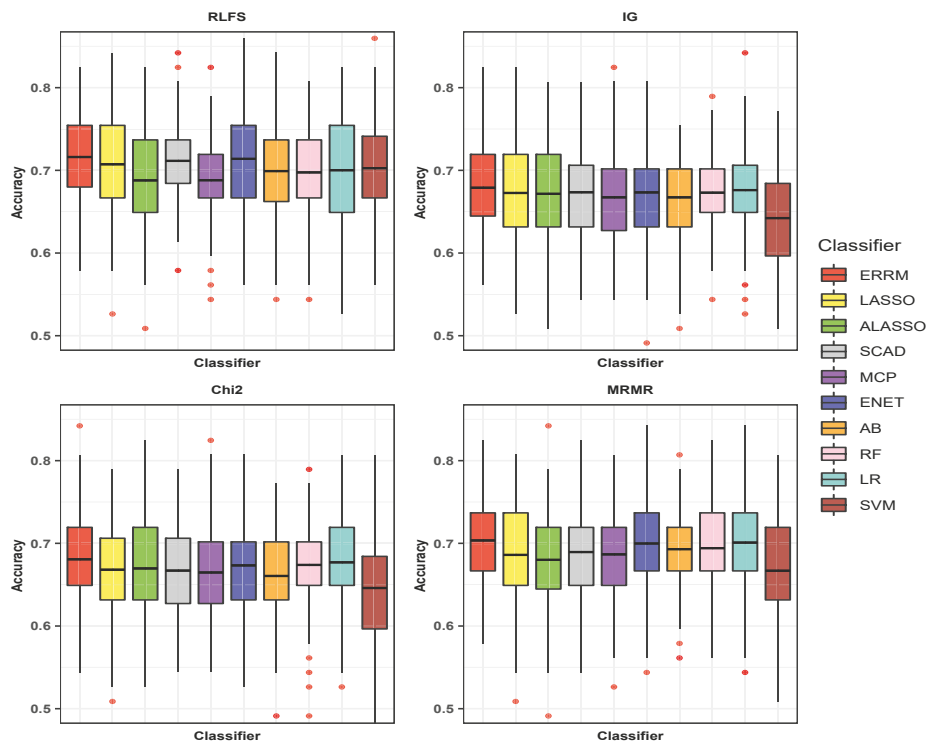 RLFS
IG
Accuracy
0.8
0.7
0.6
0.5
Classifier
Accuracy
0.8
0.7
0.6
0.5
Classifier
Chi2
MRMR
Accuracy
0.8
0.7
0.6
0.5
Classifier
Accuracy
0.8
0.7
0.6
0.5
Classifier
Classifier
ERRM
LASSO
ALASSO
SCAD
MCP
ENET
AB
RF
LR
SVM